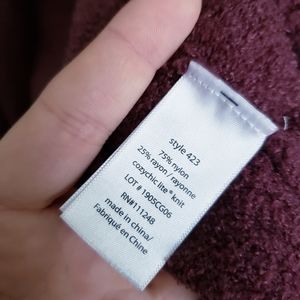 style 423
75% nylon
25% rayon / rayonne
cozychic lite® knit
LOT # 1905CG06
RN#111248
made in china/
Fabriqué en Chine